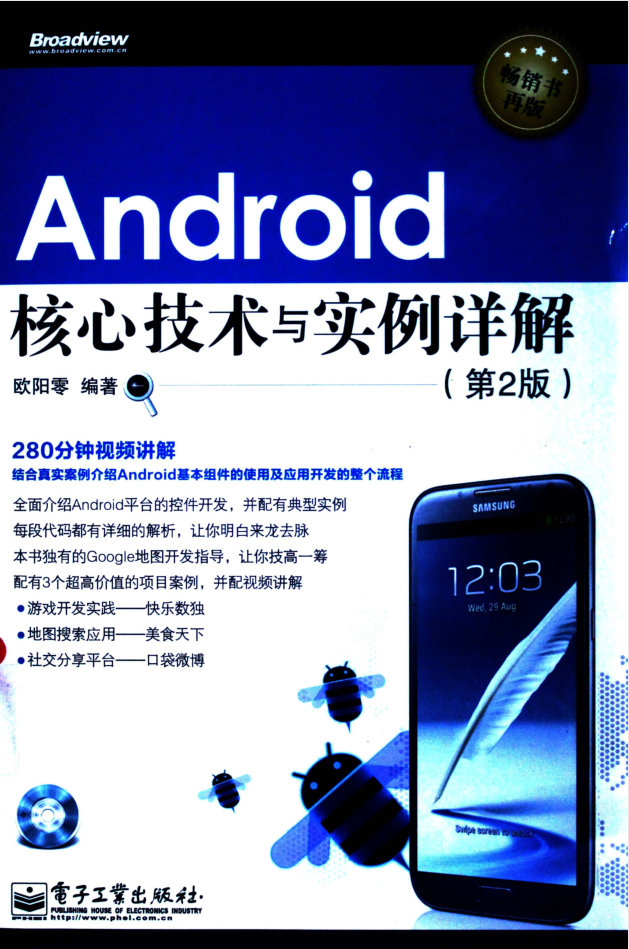 Broadview
www.broadview.com.cn
畅销书
再版
Android
核心技术与实例详解
欧阳零 编著
（第2版）
280分钟视频讲解
结合真实案例介绍Android基本组件的使用及应用开发的整个流程
全面介绍Android平台的控件开发，并配有典型实例
每段代码都有详细的解析，让你明白来龙去脉
本书独有的Google地图开发指导，让你技高一筹
配有3个超高价值的项目案例，并配视频讲解
●游戏开发实践——快乐数独
●地图搜索应用——美食天下
●社交分享平台——口袋微博
SAMSUNG
12:03
12:03
Wed, 29 Aug
Swipe screen to unlock
電子工業出版社·
PUBLISHING HOUSE OF ELECTRONICS INDUSTRY
PHEI http://www.phei.com.cn